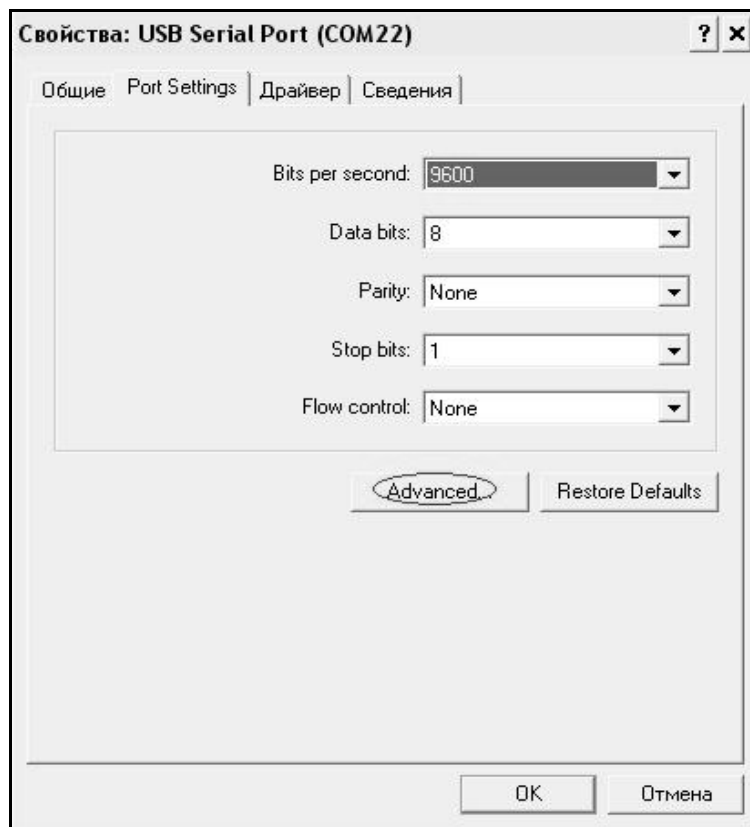 Свойства: USB Serial Port (COM22)
Общие Port Settings Драйвер Сведения
Bits per second: 9600
Data bits: 8
Parity: None
Stop bits: 1
Flow control: None
Advanced... Restore Defaults
OK Отмена